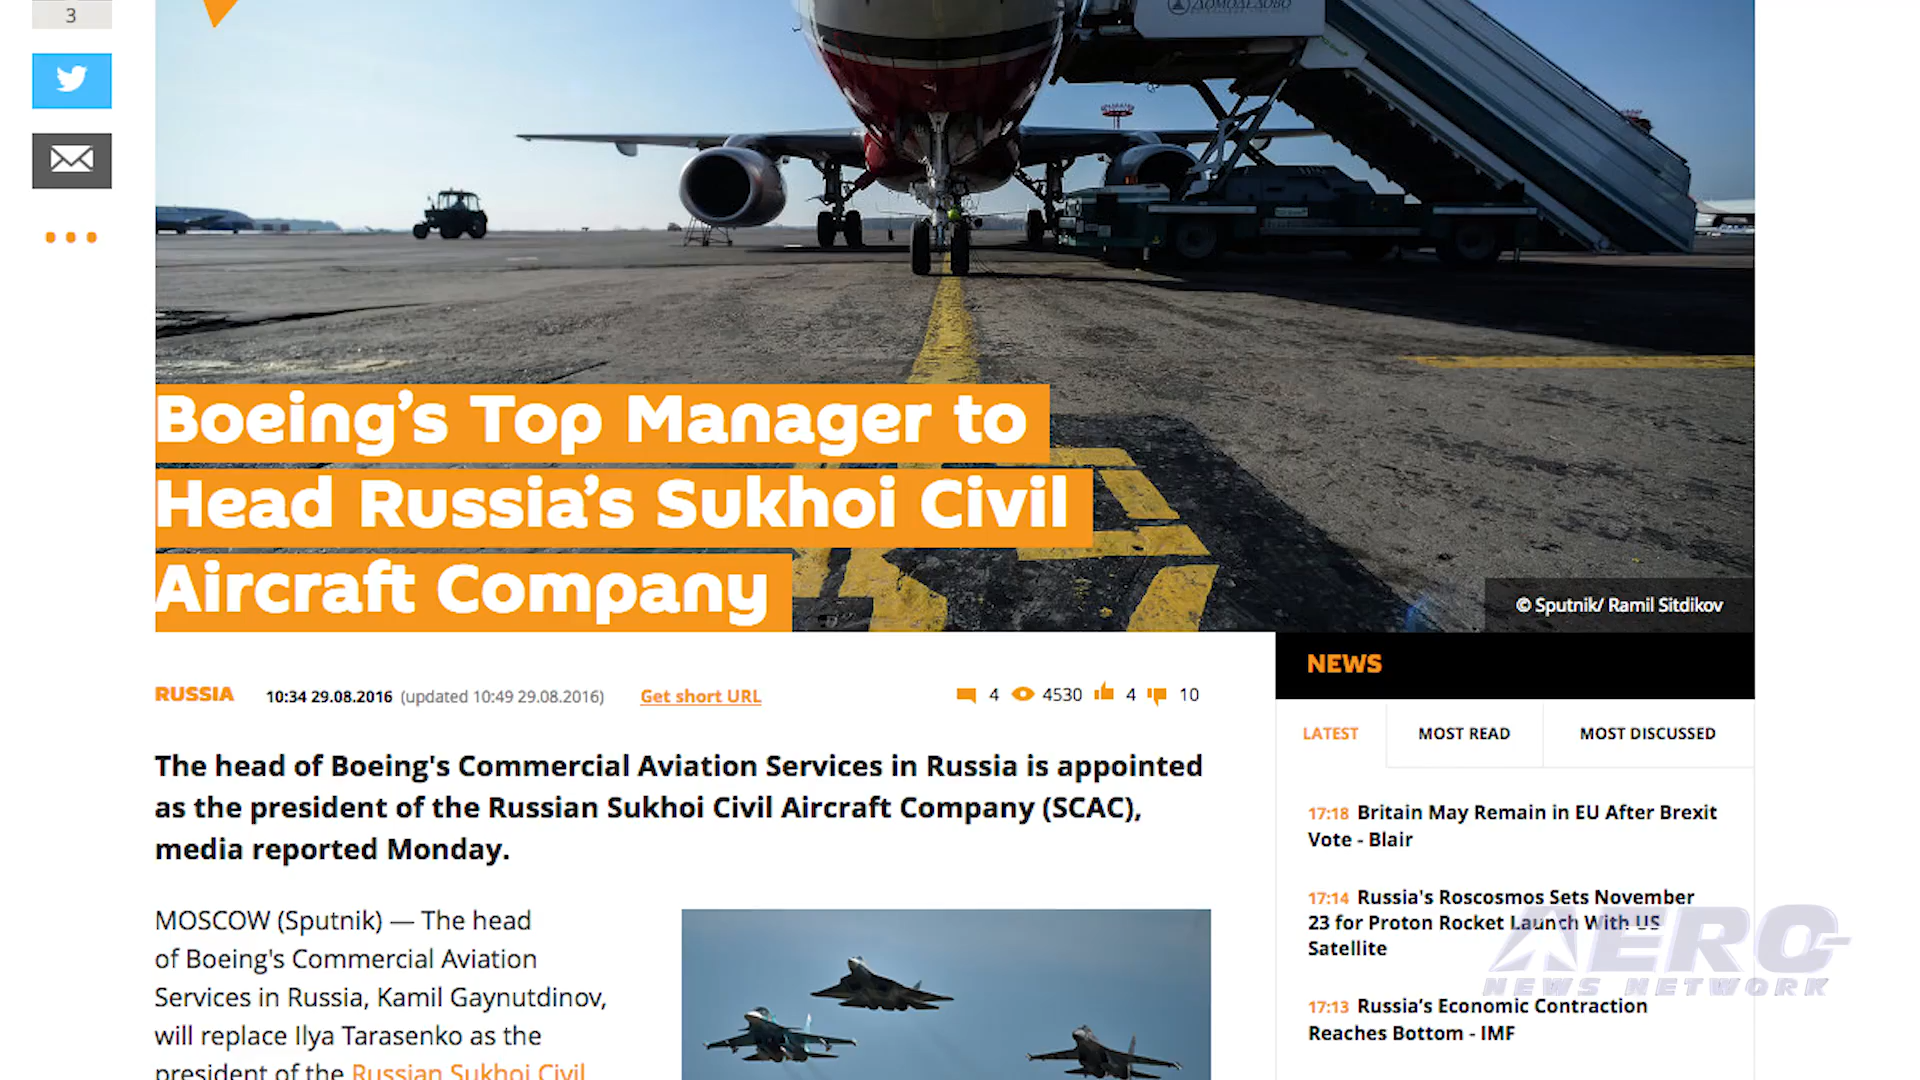 3
ДОМОДЕДОВО
Boeing’s Top Manager to
Head Russia’s Sukhoi Civil
Aircraft Company
© Sputnik/ Ramil Sitdikov
RUSSIA 10:34 29.08.2016 (updated 10:49 29.08.2016) Get short URL 4 4530 4 10
The head of Boeing's Commercial Aviation Services in Russia is appointed
as the president of the Russian Sukhoi Civil Aircraft Company (SCAC),
media reported Monday.
MOSCOW (Sputnik) — The head
of Boeing's Commercial Aviation
Services in Russia, Kamil Gaynutdinov,
will replace Ilya Tarasenko as the
president of the Russian Sukhoi Civil
NEWS
LATEST MOST READ MOST DISCUSSED
17:18 Britain May Remain in EU After Brexit
Vote - Blair
17:14 Russia's Roscosmos Sets November
23 for Proton Rocket Launch With US
Satellite
17:13 Russia’s Economic Contraction
Reaches Bottom - IMF
AERO-
NEWS NETWORK